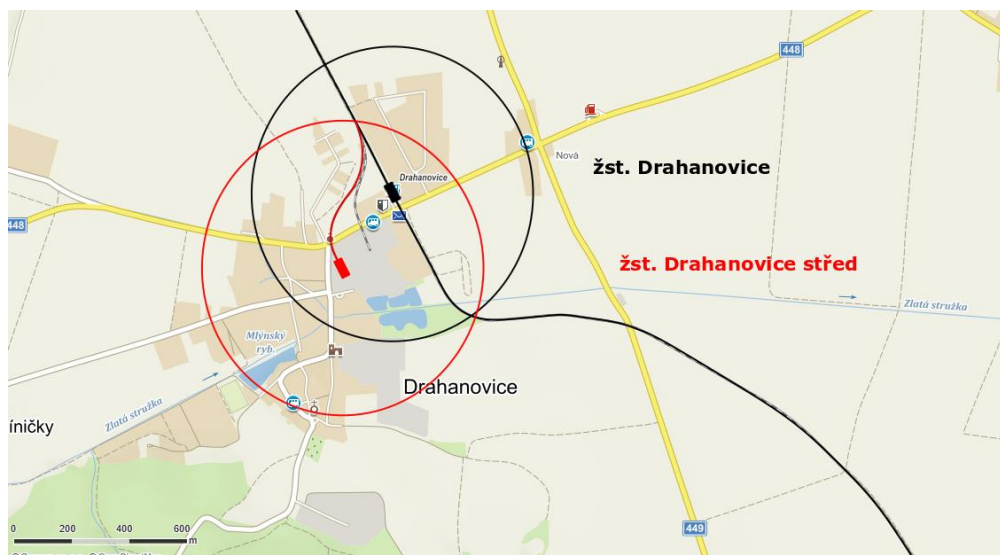 448
Nová
Drahanovice
žst. Drahanovice
448
žst. Drahanovice střed
Zlatá stružka
Mlýnský
ryb.
Drahanovice
Zlatá stružka
íničky
449
0 200 400 600
m